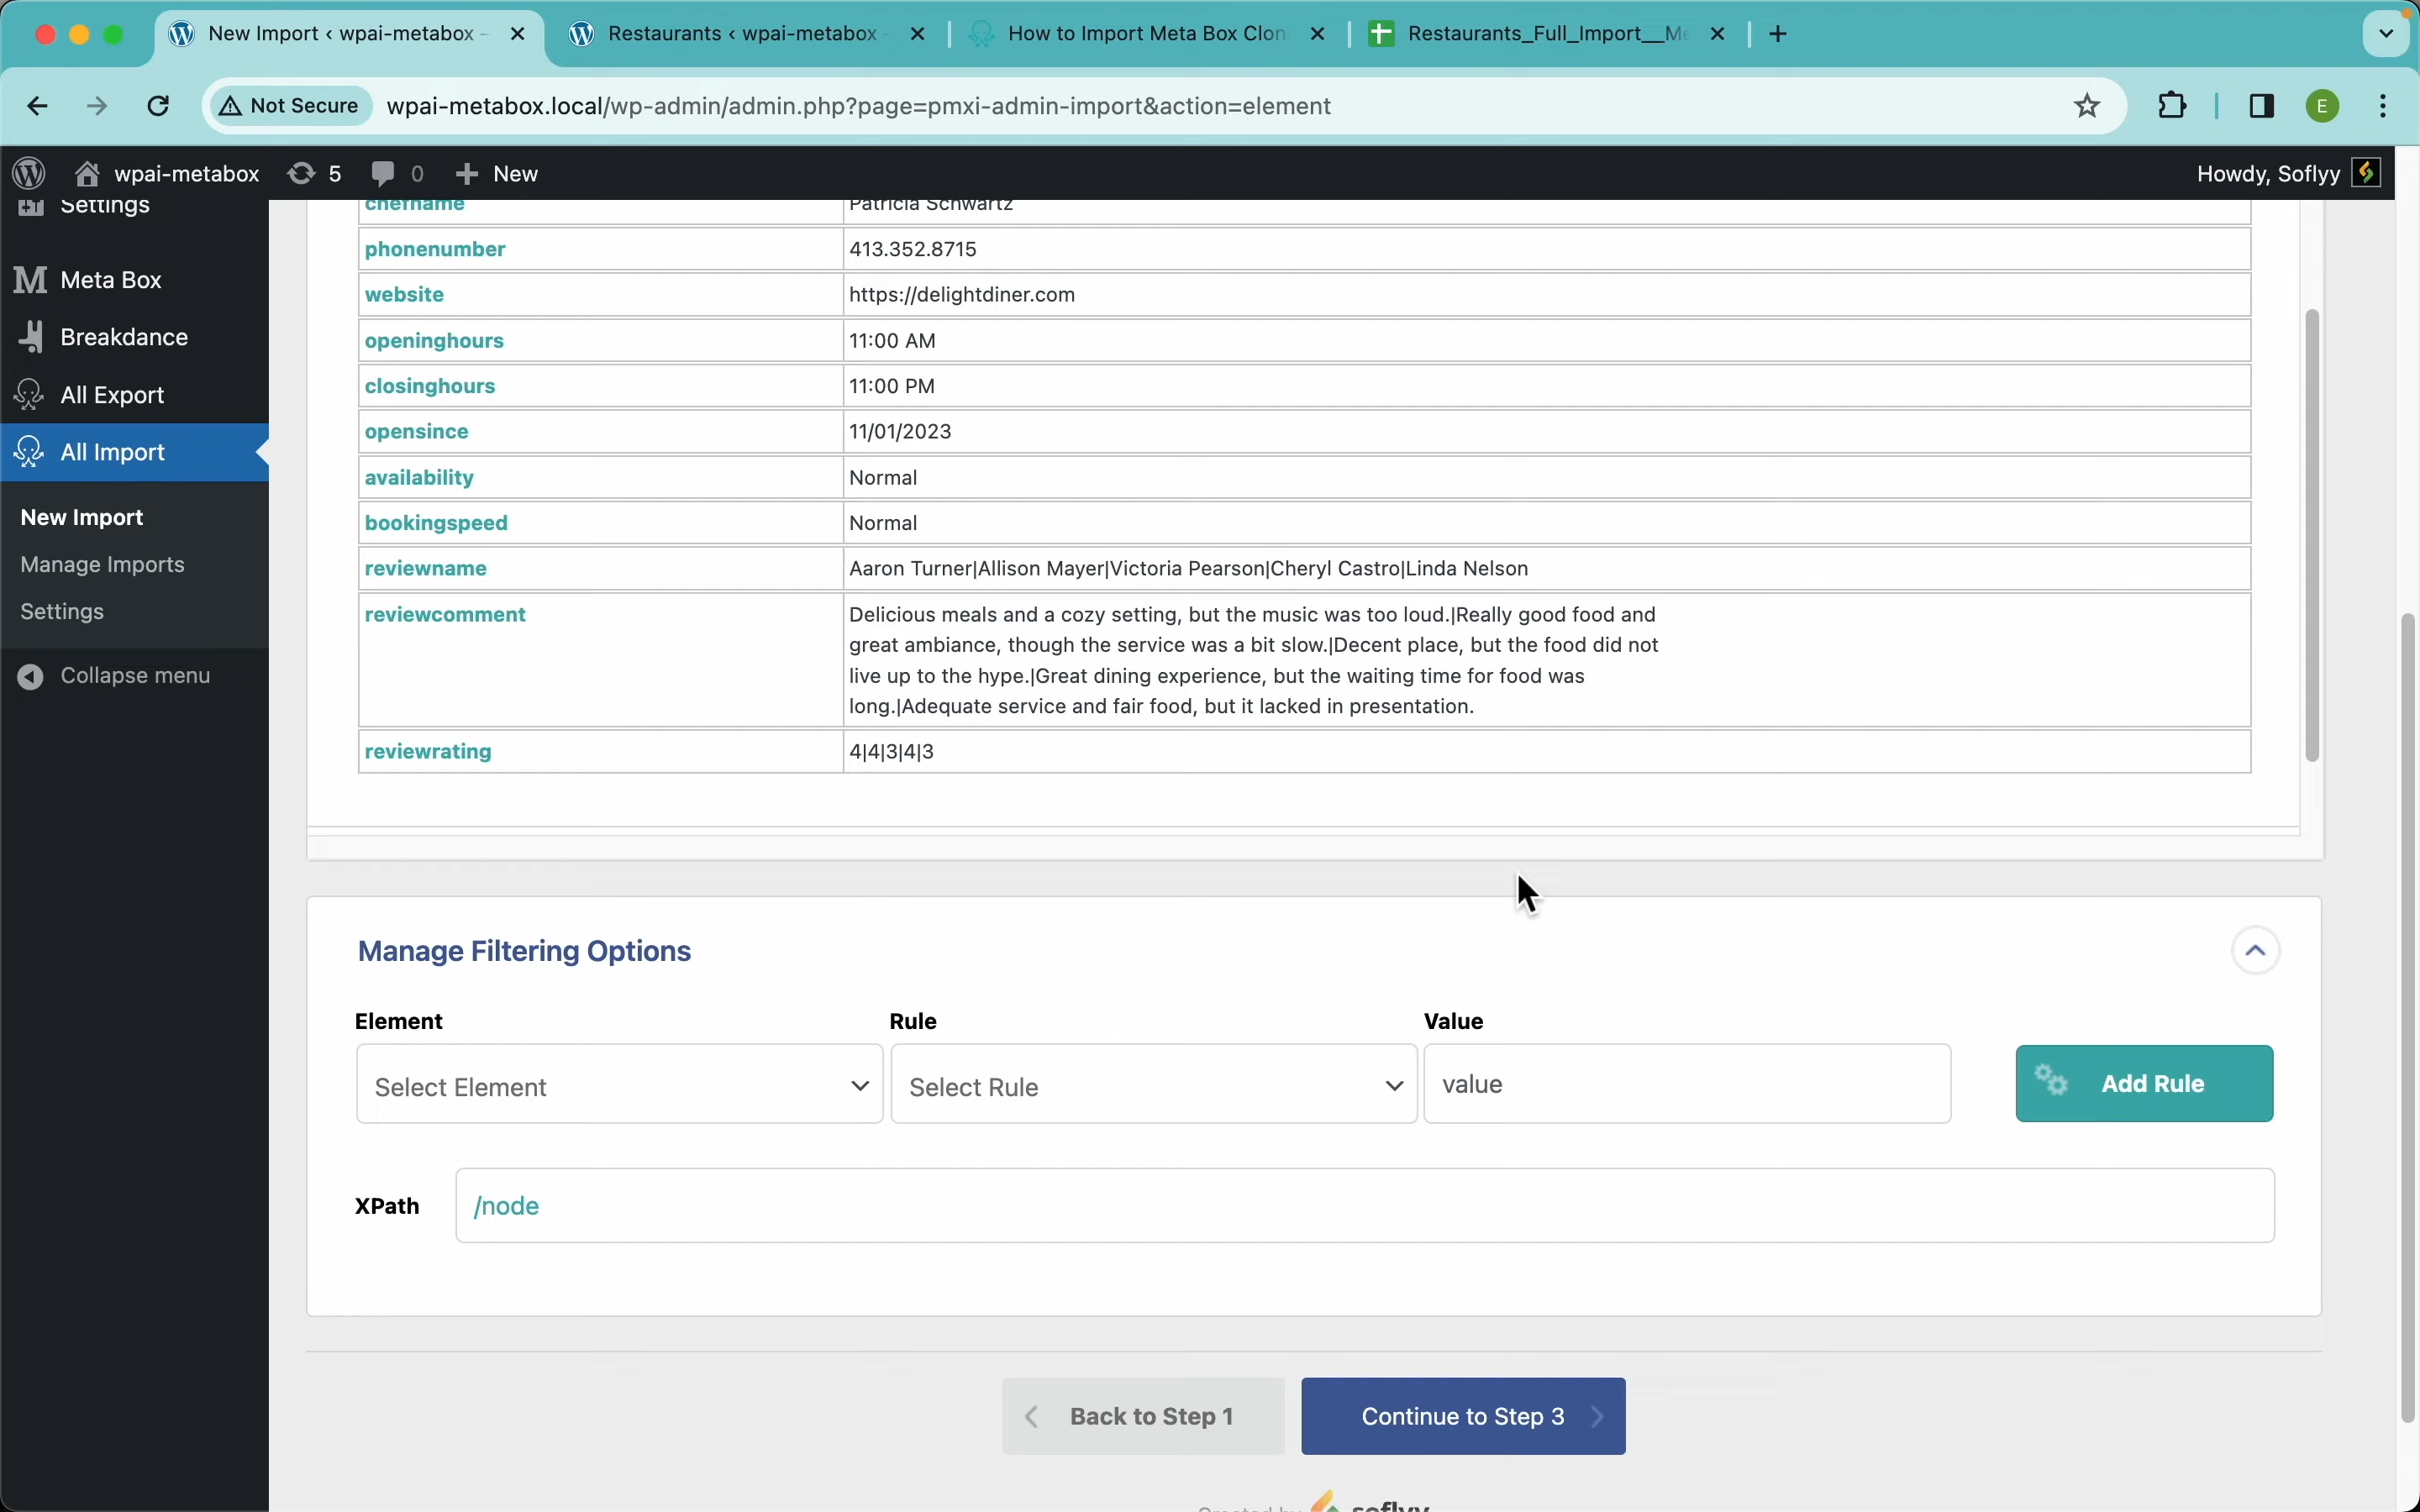 New Import ‹ wpai-metabox -
Restaurants ‹ wpai-metabox -
How to Import Meta Box Clon
Restaurants_Full_Import__Me
Not Secure
wpai-metabox.local/wp-admin/admin.php?page=pmxi-admin-import&action=element
E
wpai-metabox
5
0
New
Howdy, Soflyy
Settings
Meta Box
Breakdance
All Export
All Import
New Import
Manage Imports
Settings
Collapse menu
chefname
Patricia Schwartz
phonenumber
413.352.8715
website
https://delightdiner.com
openinghours
11:00 AM
closinghours
11:00 PM
opensince
11/01/2023
availability
Normal
bookingspeed
Normal
reviewname
Aaron Turner|Allison Mayer|Victoria Pearson|Cheryl Castro|Linda Nelson
reviewcomment
Delicious meals and a cozy setting, but the music was too loud.|Really good food and
great ambiance, though the service was a bit slow.|Decent place, but the food did not
live up to the hype.|Great dining experience, but the waiting time for food was
long.|Adequate service and fair food, but it lacked in presentation.
reviewrating
4|4|3|4|3
Manage Filtering Options
Element
Rule
Value
Select Element
Select Rule
value
Add Rule
XPath
/node
Back to Step 1
Continue to Step 3
Created by
soflyy